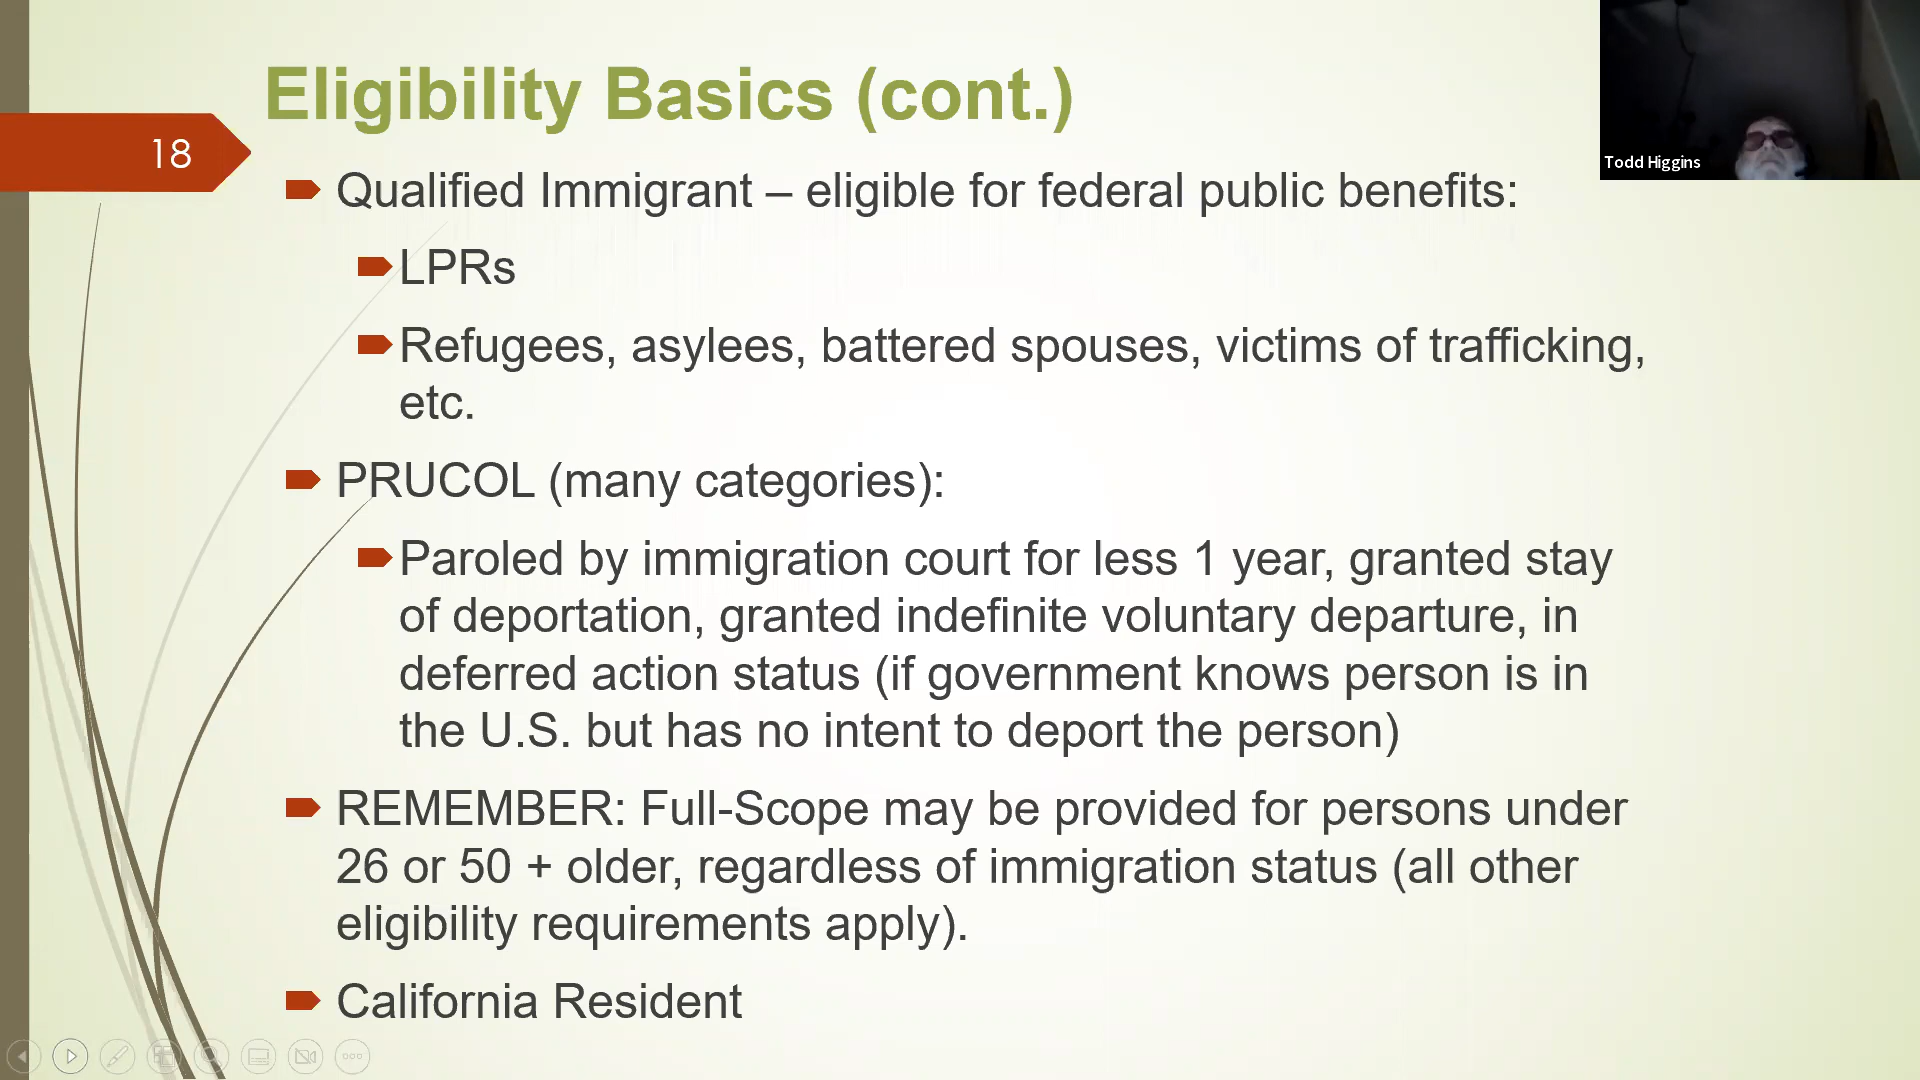 Eligibility Basics (cont.)
18
Todd Higgins
Qualified Immigrant – eligible for federal public benefits:
LPRs
Refugees, asylees, battered spouses, victims of trafficking,
etc.
PRUCOL (many categories):
Paroled by immigration court for less 1 year, granted stay
of deportation, granted indefinite voluntary departure, in
deferred action status (if government knows person is in
the U.S. but has no intent to deport the person)
REMEMBER: Full-Scope may be provided for persons under
26 or 50 + older, regardless of immigration status (all other
eligibility requirements apply).
California Resident